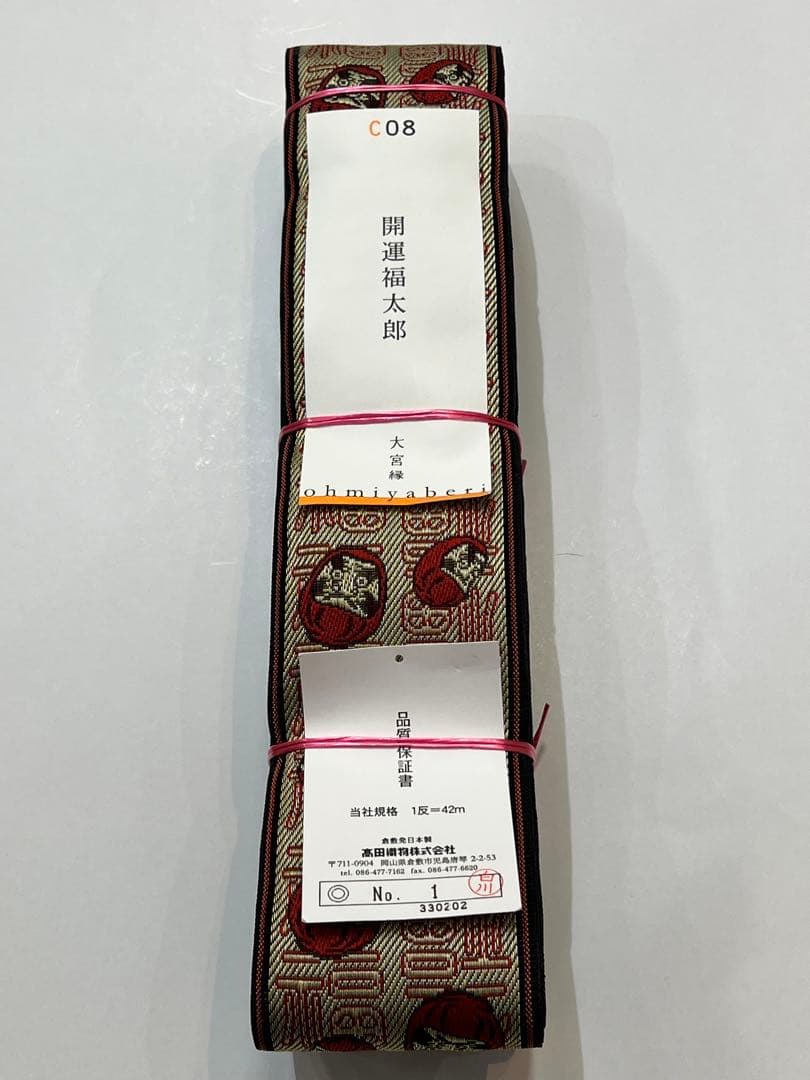 C08
開運福太郎
大宮縁
ohmiyaberi
品質保証書
当社規格 1反=42m
倉敷発日本製
髙田織物株式会社
〒711-0904 岡山県倉敷市児島唐琴 2-2-53
tel. 086-477-7162 fax. 086-477-6620
◎ No. 1 白川
330202